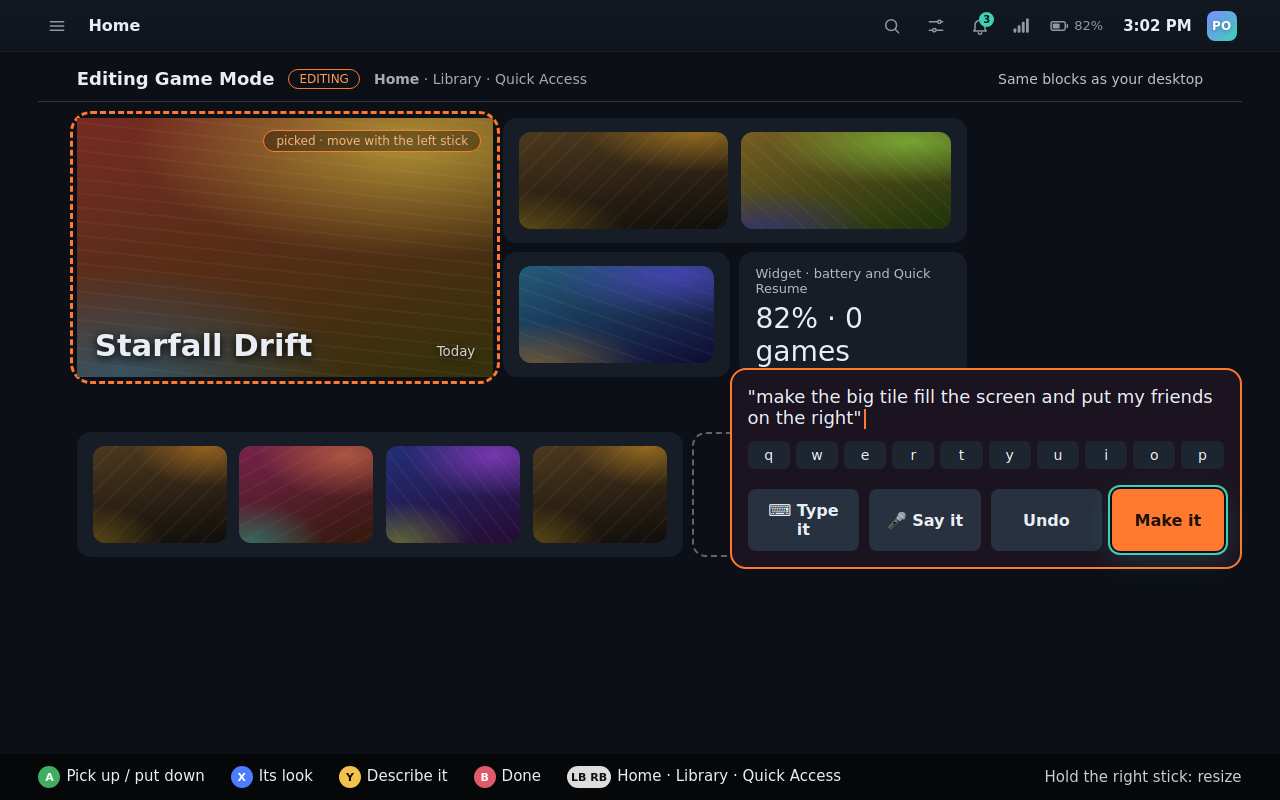 Home
3
82%
3:02 PM
PO
Editing Game Mode
EDITING
Home · Library · Quick Access
Same blocks as your desktop
picked · move with the left stick
Starfall Drift
Today
Widget · battery and Quick
Resume
82% · 0
games
"make the big tile fill the screen and put my friends
on the right"
q w e r t y u i o p
Type
it
Say it
Undo
Make it
A Pick up / put down
X Its look
Y Describe it
B Done
LB RB Home · Library · Quick Access
Hold the right stick: resize